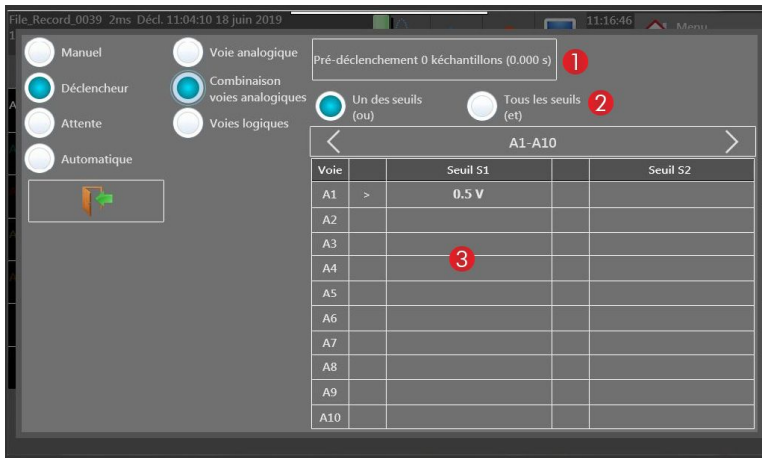 File_Record_0039 2ms Décl. 11:04:10 18 juin 2019
11:16:46
Menu
Manuel
Voie analogique
Déclencheur
Combinaison
voies analogiques
Attente
Voies logiques
Automatique
Pré-déclenchement 0 kéchantillons (0.000 s)
1
Un des seuils
(ou)
Tous les seuils
(et)
2
A1-A10
Voie Seuil S1 Seuil S2
A1 > 0.5 V
A2
A3
A4
3
A5
A6
A7
A8
A9
A10